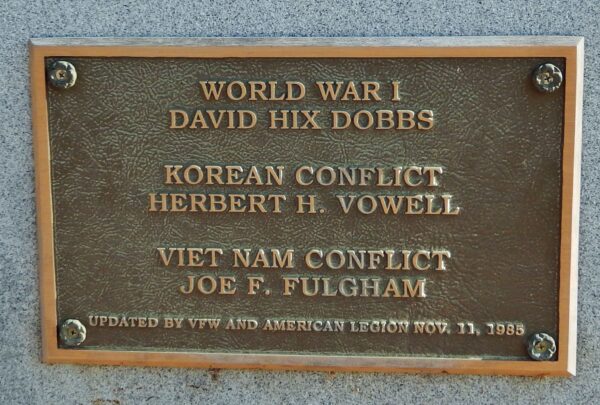 WORLD WAR I
DAVID HIX DOBBS
KOREAN CONFLICT
HERBERT H. VOWELL
VIET NAM CONFLICT
JOE F. FULGHAM
UPDATED BY VFW AND AMERICAN LEGION NOV. 11, 1985